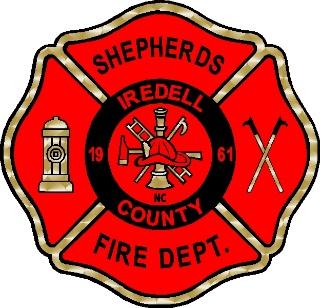 SHEPHERDS
IREDELL
19 61
NC
COUNTY
FIRE DEPT.